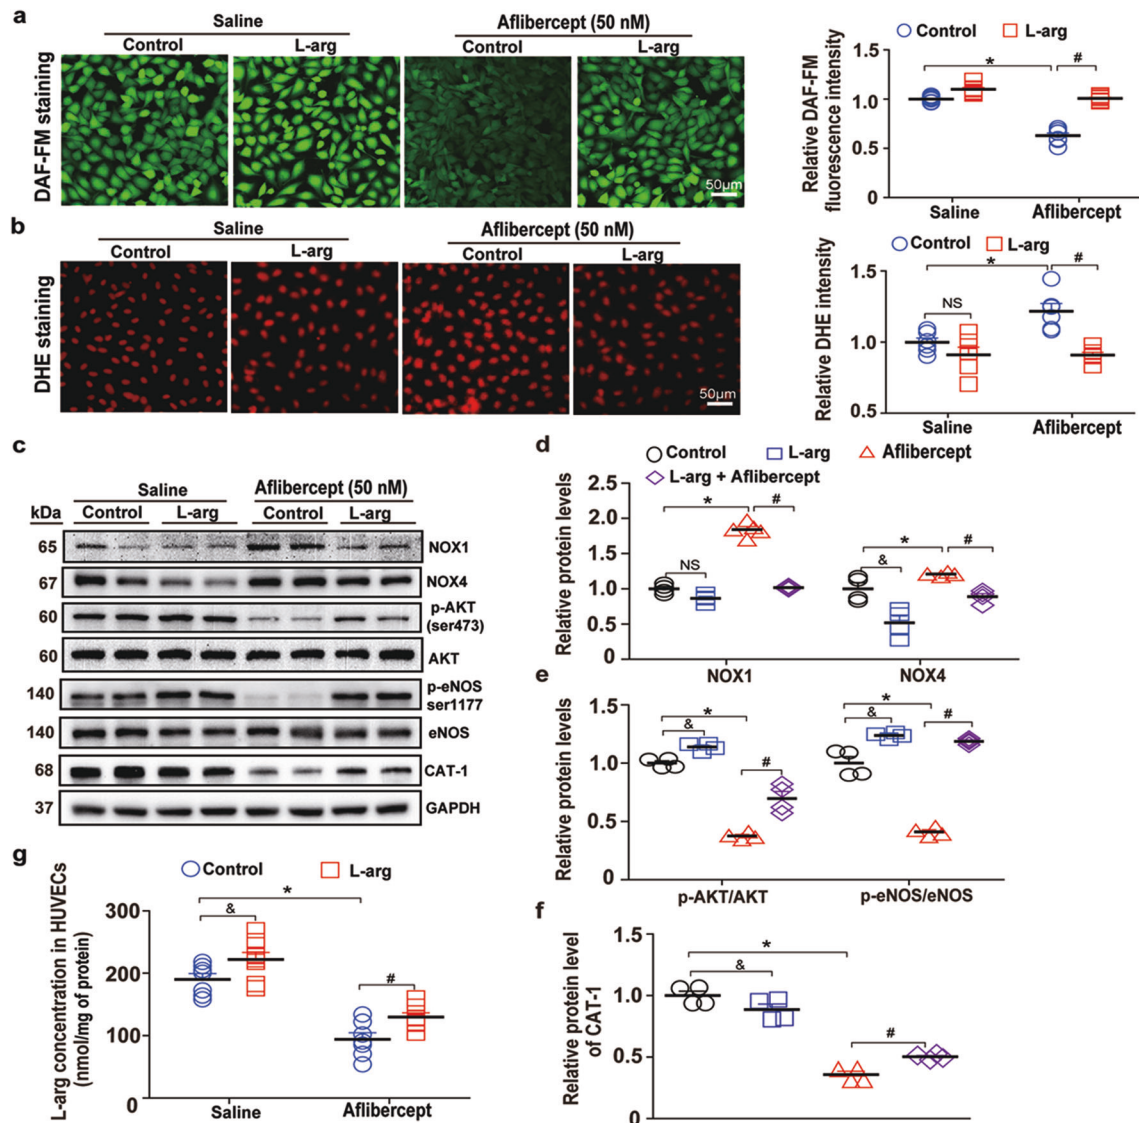 a
Saline
Aflibercept (50 nM)
Control
L-arg
Control
L-arg
DAF-FM staining
50µm
Control
L-arg
Relative DAF-FM
fluorescence intensity
1.5
1.0
0.5
0
*
#
Saline
Aflibercept
b
Saline
Aflibercept (50 nM)
Control
L-arg
Control
L-arg
DHE staining
50µm
Control
L-arg
Relative DHE intensity
1.5
1.0
0.5
*
#
NS
Saline
Aflibercept
c
Saline
Aflibercept (50 nM)
kDa
Control
L-arg
Control
L-arg
65
NOX1
67
NOX4
60
p-AKT
(ser473)
60
AKT
140
p-eNOS
ser1177
140
eNOS
68
CAT-1
37
GAPDH
d
Control
L-arg
Aflibercept
L-arg + Aflibercept
Relative protein levels
2.5
2.0
1.5
1.0
0.5
0
*
#
NS
*
#
&
NOX1
NOX4
e
Relative protein levels
1.5
1.0
0.5
0
*
&
#
*
&
#
p-AKT/AKT
p-eNOS/eNOS
f
Relative protein level
of CAT-1
1.5
1.0
0.5
0
*
&
#
g
Control
L-arg
L-arg concentration in HUVECs
(nmol/mg of protein)
300
200
100
0
*
&
#
Saline
Aflibercept